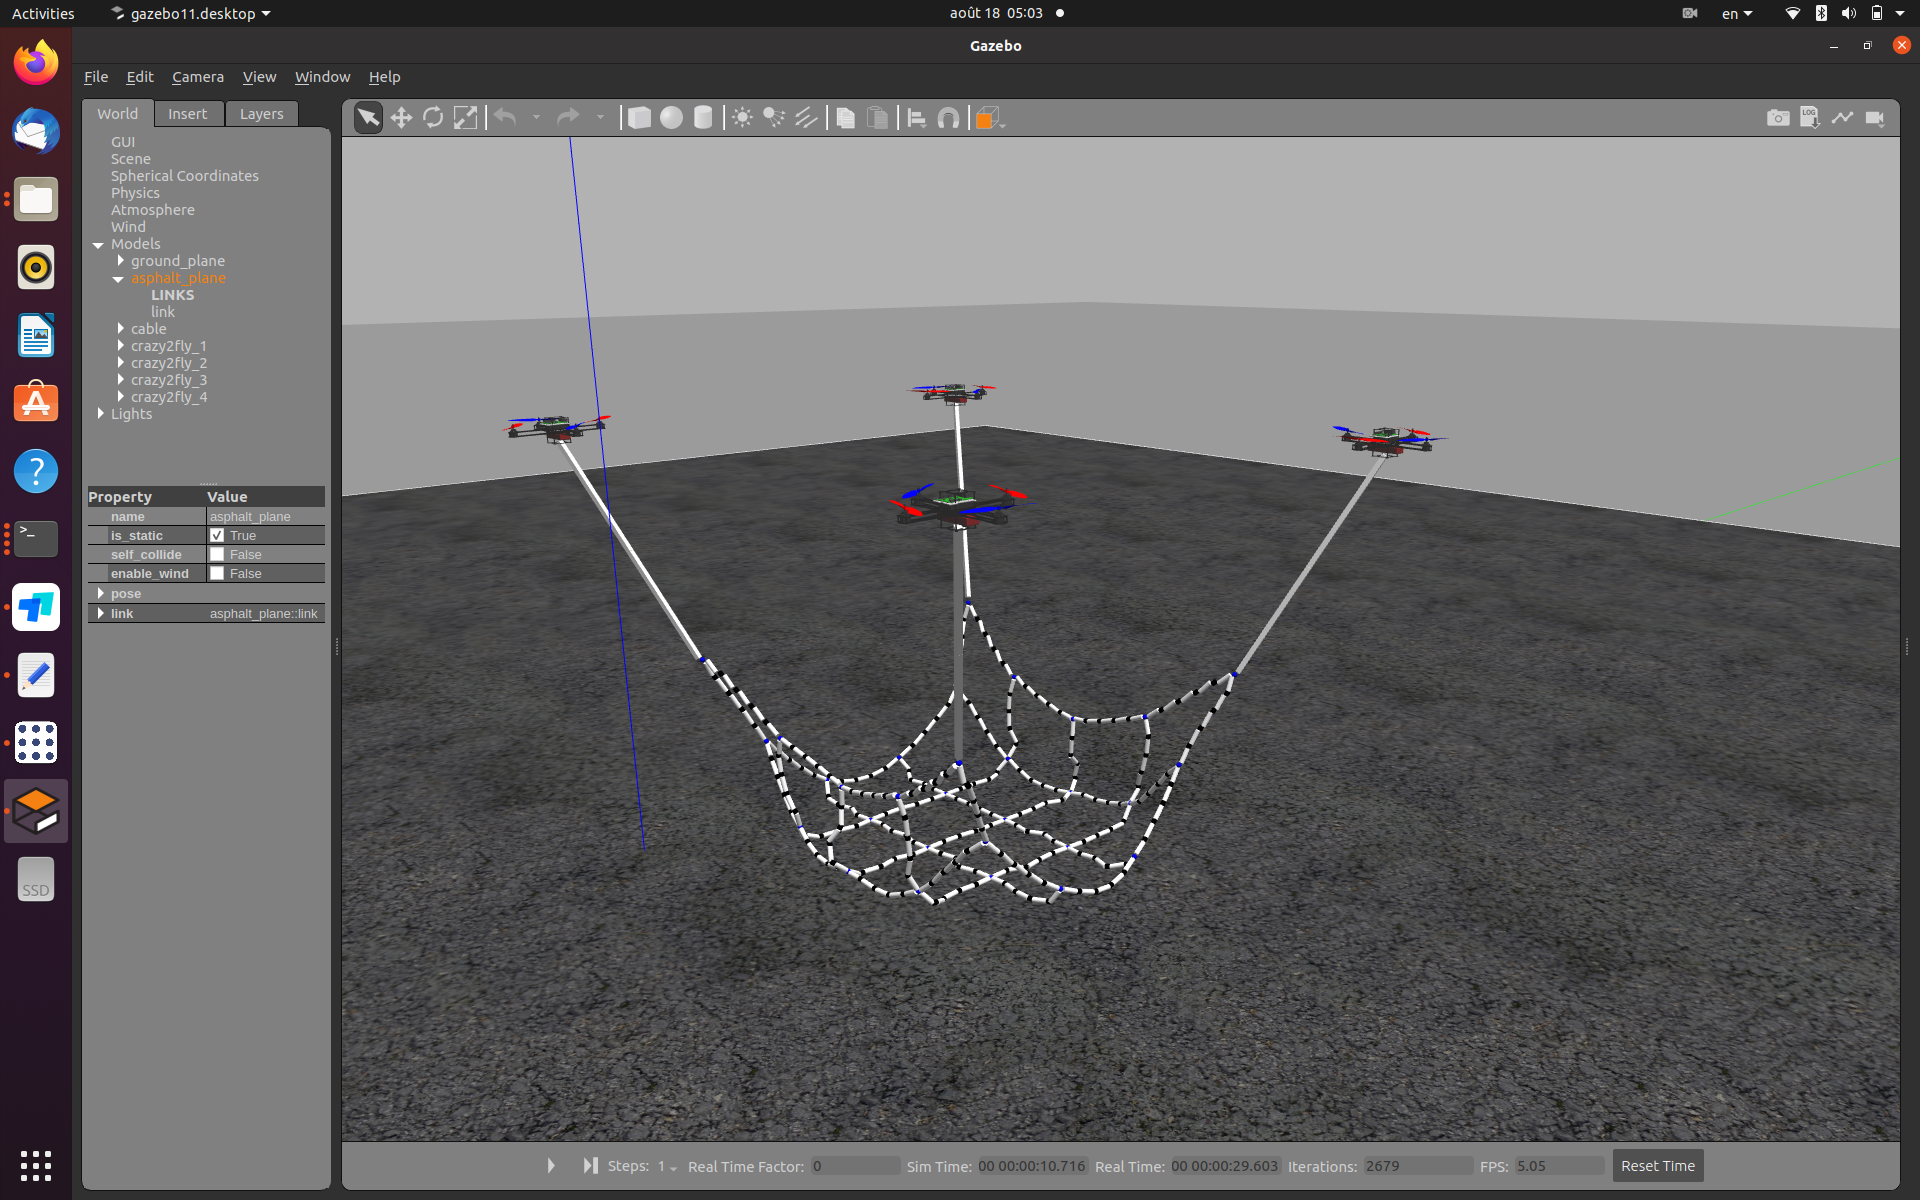 Activities gazebo11.desktop août 18 05:03 en
Gazebo
File Edit Camera View Window Help
World Insert Layers
LOG
GUI
Scene
Spherical Coordinates
Physics
Atmosphere
Wind
Models
ground_plane
asphalt_plane
LINKS
link
cable
crazy2fly_1
crazy2fly_2
crazy2fly_3
crazy2fly_4
Lights
Property Value
name asphalt_plane
is_static True
self_collide False
enable_wind False
pose
link asphalt_plane::link
?
>_
SSD
Steps: 1 Real Time Factor: 0 Sim Time: 00 00:00:10.716 Real Time: 00 00:00:29.603 Iterations: 2679 FPS: 5.05 Reset Time